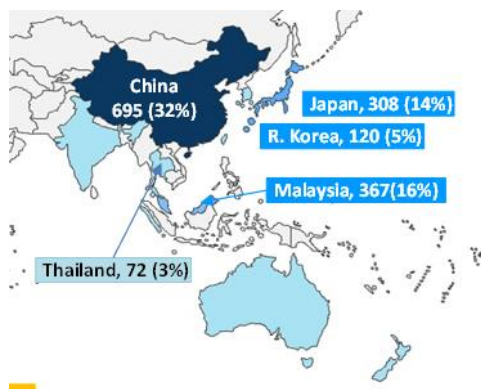 China
695 (32%)
Japan, 308 (14%)
R. Korea, 120 (5%)
Malaysia, 367(16%)
Thailand, 72 (3%)